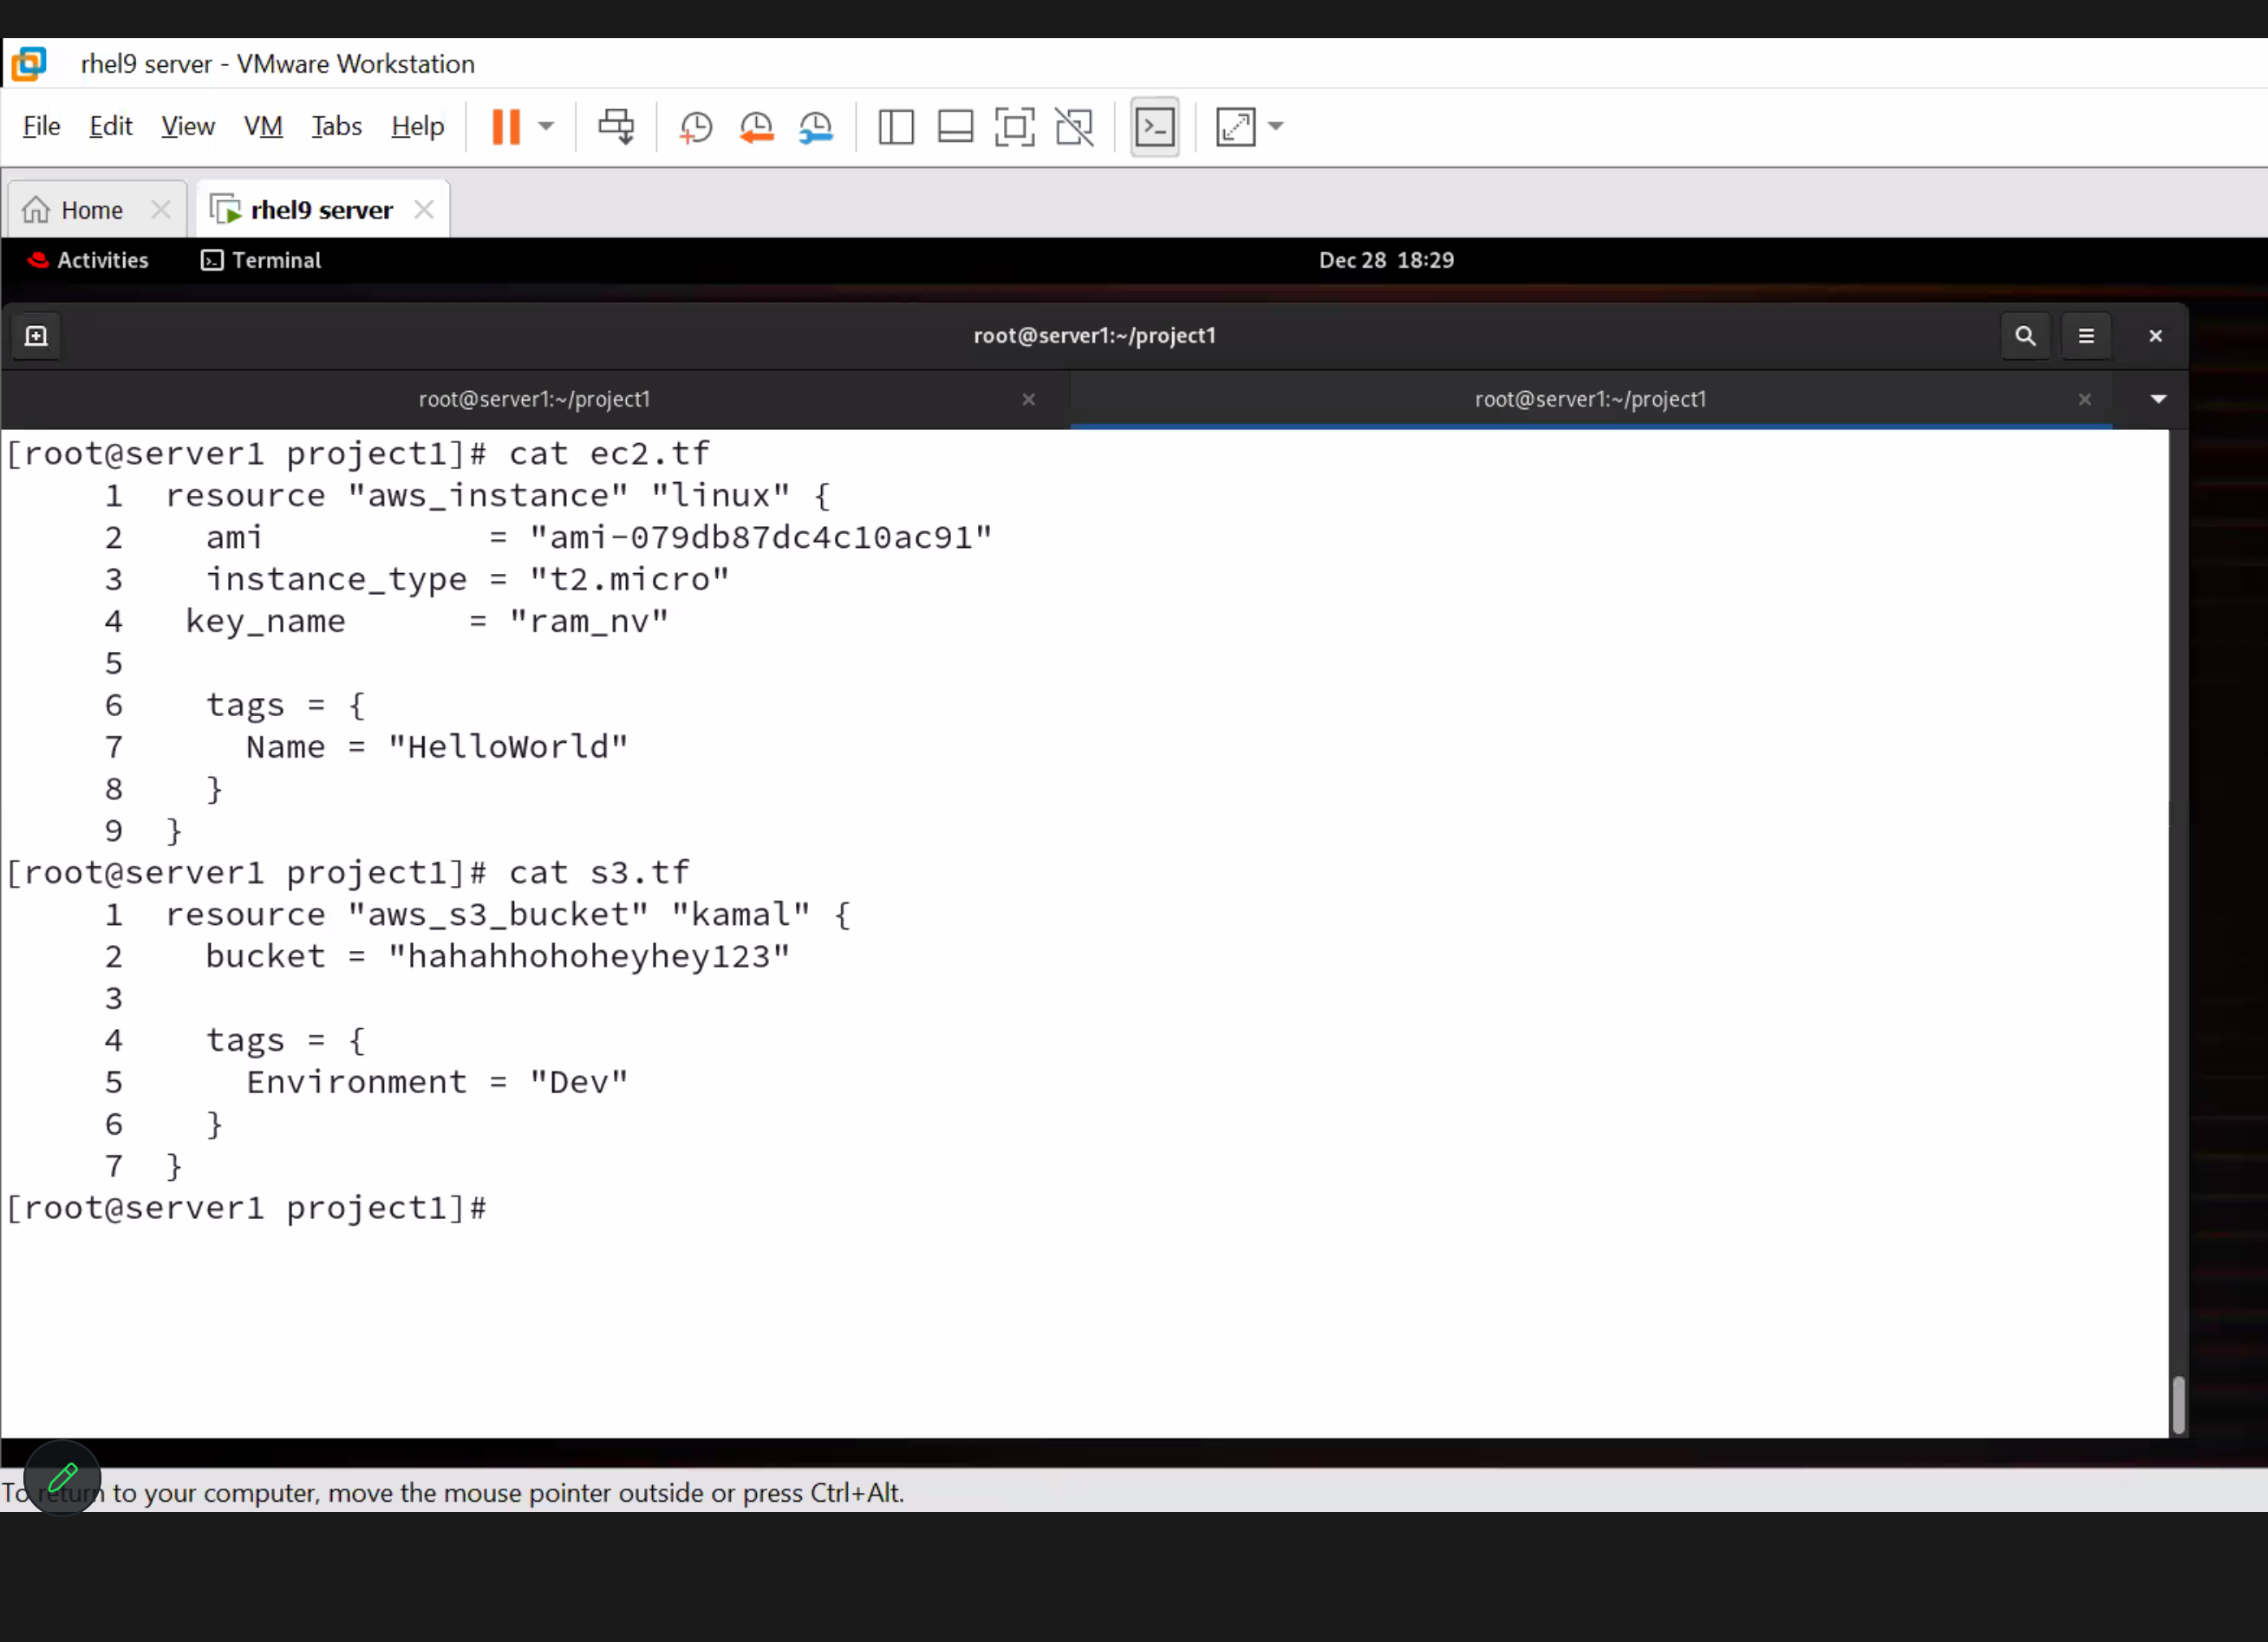 rhel9 server - VMware Workstation
File Edit View VM Tabs Help
Home rhel9 server
Activities Terminal Dec 28 18:29
root@server1:~/project1
root@server1:~/project1 root@server1:~/project1
[root@server1 project1]# cat ec2.tf
     1  resource "aws_instance" "linux" {
     2    ami           = "ami-079db87dc4c10ac91"
     3    instance_type = "t2.micro"
     4   key_name      = "ram_nv"
     5
     6    tags = {
     7      Name = "HelloWorld"
     8    }
     9  }
[root@server1 project1]# cat s3.tf
     1  resource "aws_s3_bucket" "kamal" {
     2    bucket = "hahahhohoheyhey123"
     3
     4    tags = {
     5      Environment = "Dev"
     6    }
     7  }
[root@server1 project1]#
To return to your computer, move the mouse pointer outside or press Ctrl+Alt.